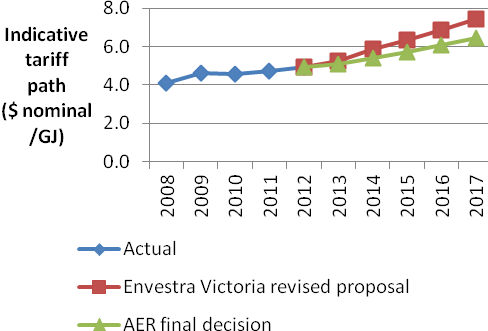 Indicative
tariff
path
($ nominal
/GJ)
8.0
6.0
4.0
2.0
0.0
2008
2009
2010
2011
2012
2013
2014
2015
2016
2017
Actual
Envestra Victoria revised proposal
AER final decision